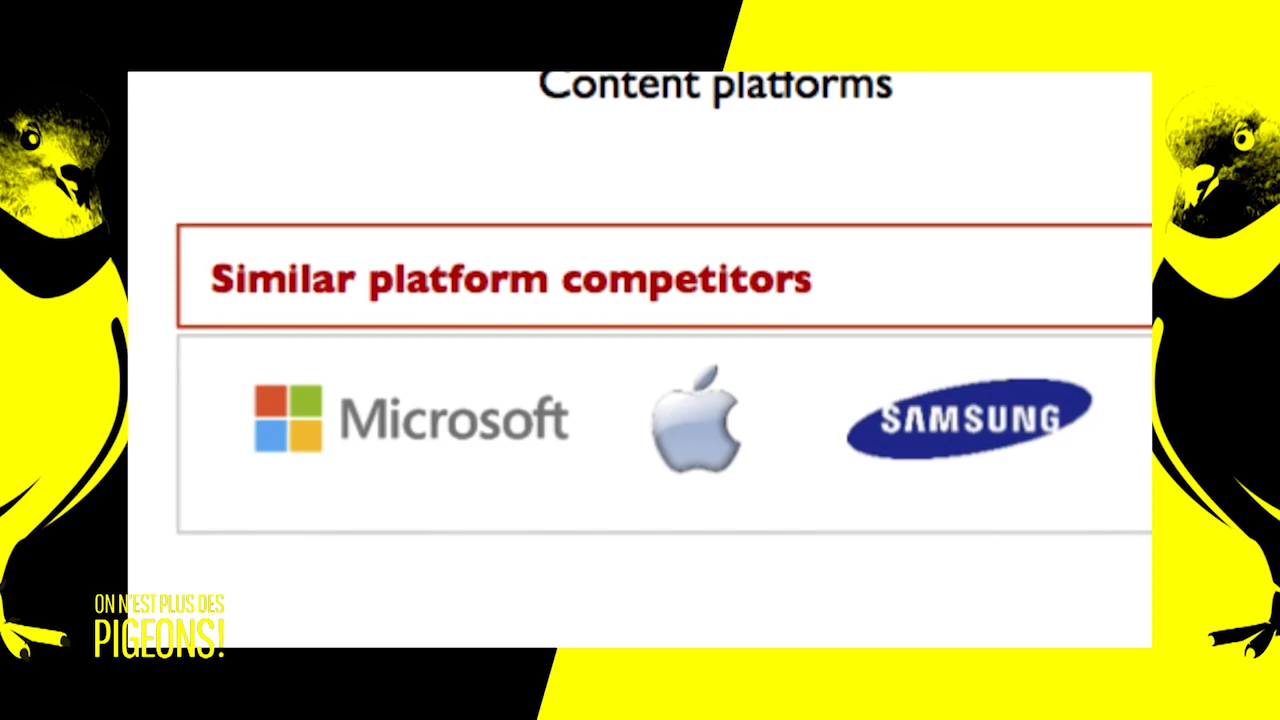 Content platforms
Similar platform competitors
Microsoft
SAMSUNG
ON N'EST PLUS DES
PIGEONS!